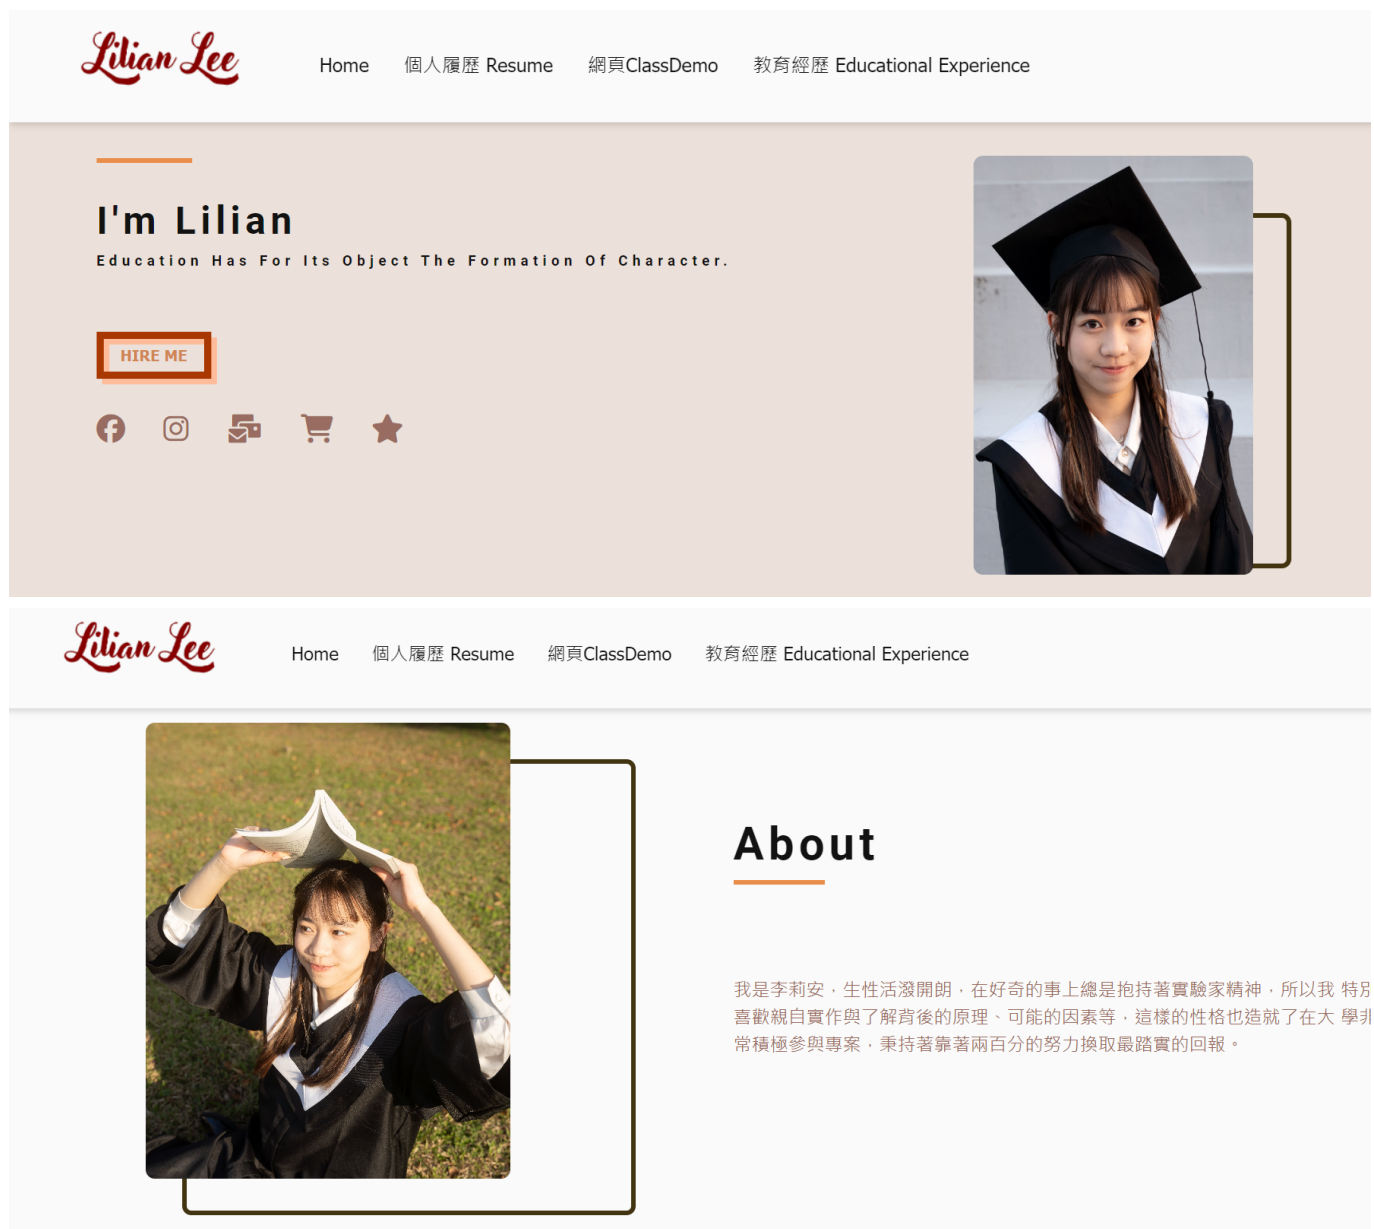 Lilian Lee
Home 個人履歷 Resume 網頁ClassDemo 教育經歷 Educational Experience
I'm Lilian
Education Has For Its Object The Formation Of Character.
HIRE ME
Lilian Lee
Home 個人履歷 Resume 網頁ClassDemo 教育經歷 Educational Experience
About
我是李莉安，生性活潑開朗，在好奇的事上總是抱持著實驗家精神，所以我 特別
喜歡親自實作與了解背後的原理、可能的因素等，這樣的性格也造就了在大 學非
常積極參與專案，秉持著靠著兩百分的努力換取最踏實的回報。